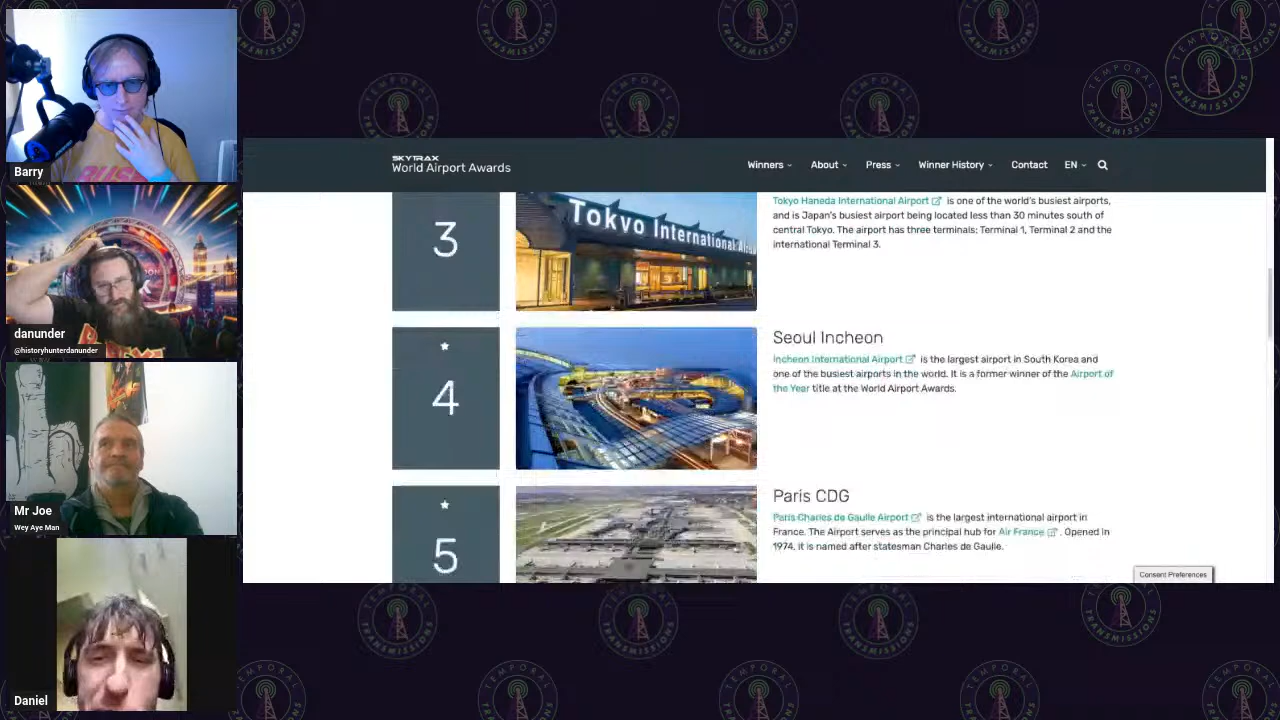 TEMPORAL
TRANSMISSIONS
Barry
danunder
@historyhunterdanunder
Mr Joe
Wey Aye Man
Daniel
SKYTRAX
World Airport Awards
Winners
About
Press
Winner History
Contact
EN
3
Tokyo International
Tokyo Haneda International Airport is one of the world's busiest airports,
and is Japan's busiest airport being located less than 30 minutes south of
central Tokyo. The airport has three terminals: Terminal 1, Terminal 2 and the
international Terminal 3.
4
Seoul Incheon
Incheon International Airport is the largest airport in South Korea and
one of the busiest airports in the world. It is a former winner of the Airport of
the Year title at the World Airport Awards.
5
Paris CDG
Paris Charles de Gaulle Airport is the largest international airport in
France. The Airport serves as the principal hub for Air France . Opened in
1974, it is named after statesman Charles de Gaulle.
Consent Preferences